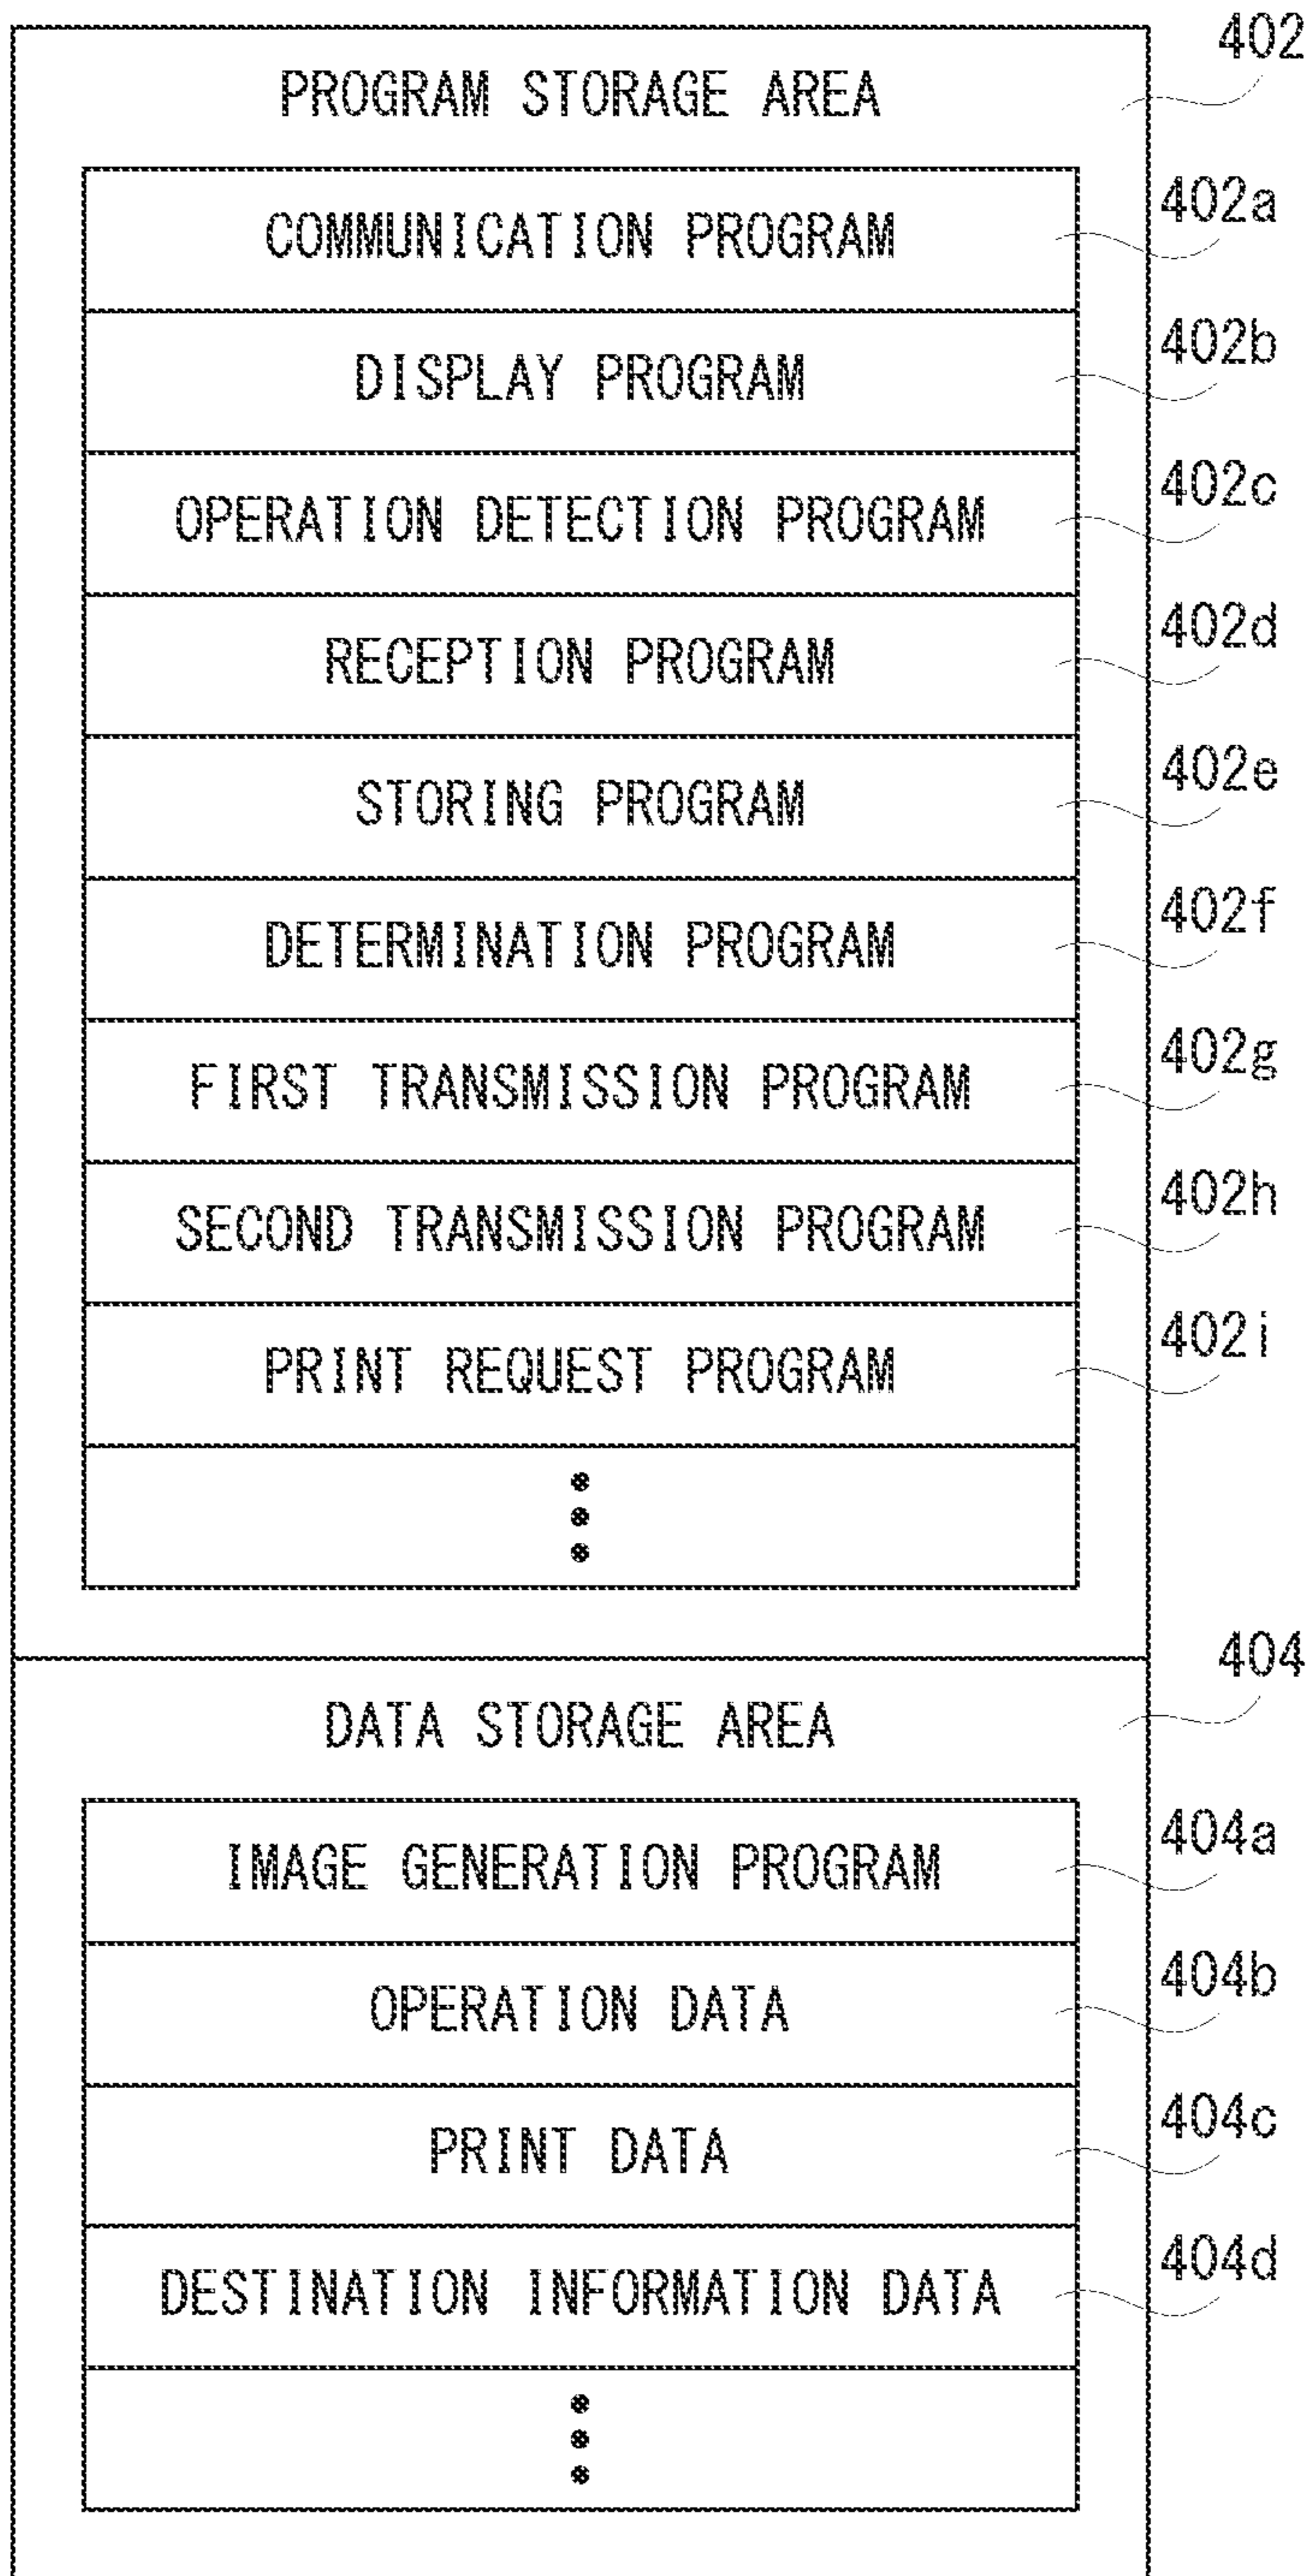 402
PROGRAM STORAGE AREA
402a
COMMUNICATION PROGRAM
402b
DISPLAY PROGRAM
402c
OPERATION DETECTION PROGRAM
402d
RECEPTION PROGRAM
402e
STORING PROGRAM
402f
DETERMINATION PROGRAM
402g
FIRST TRANSMISSION PROGRAM
402h
SECOND TRANSMISSION PROGRAM
402i
PRINT REQUEST PROGRAM
404
DATA STORAGE AREA
404a
IMAGE GENERATION PROGRAM
404b
OPERATION DATA
404c
PRINT DATA
404d
DESTINATION INFORMATION DATA